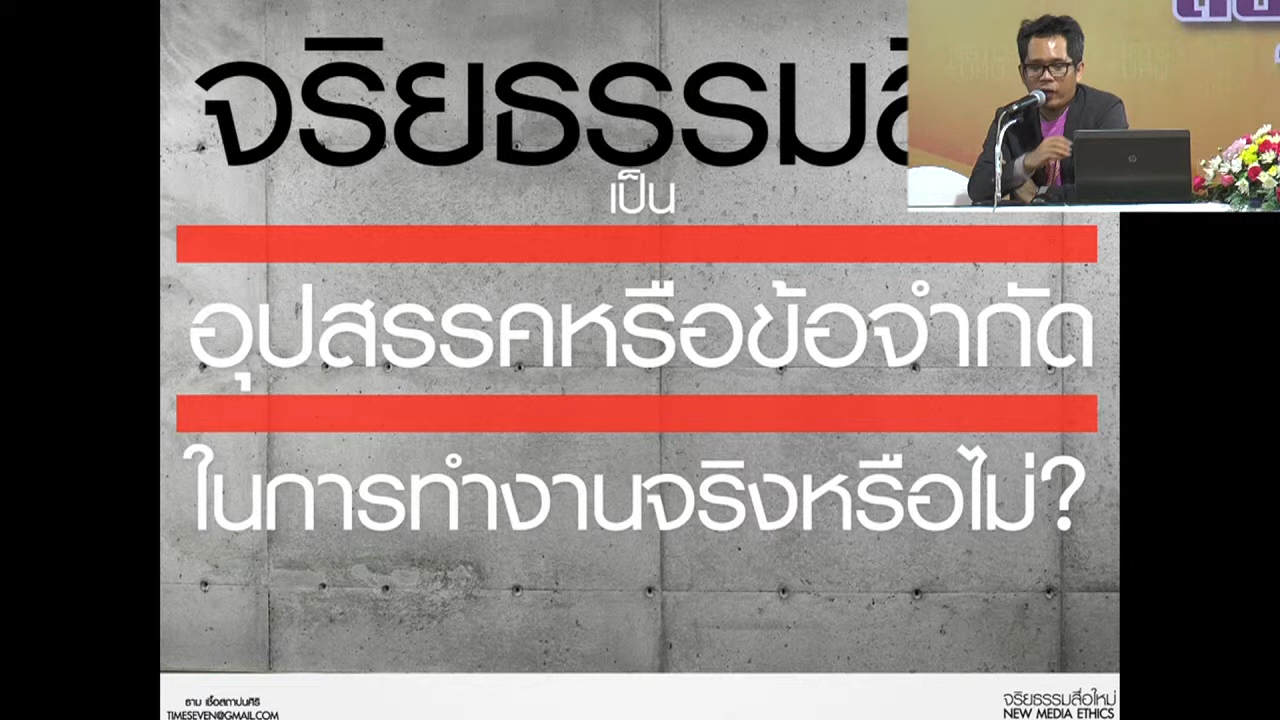 จริยธรรมสื่
เป็น
อุปสรรคหรือข้อจำกัด
ในการทำงานจริงหรือไม่?
ธาม เชื้อสถาปนศิริ
TIMESEVEN@GMAIL.COM
จริยธรรมสื่อใหม่
NEW MEDIA ETHICS